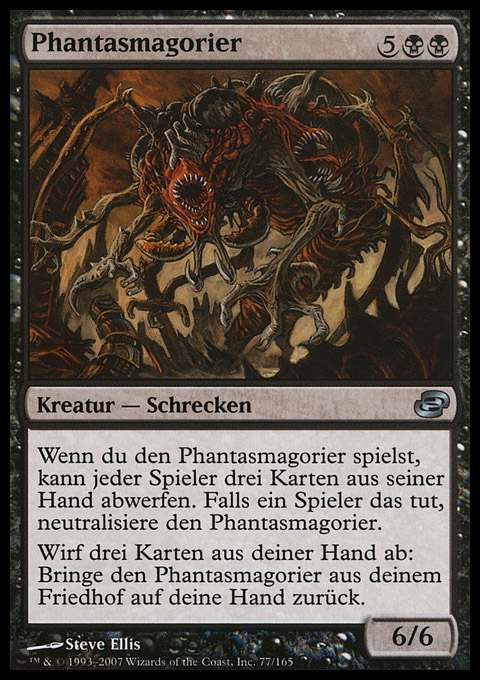 Phantasmagorier 5
Kreatur — Schrecken
Wenn du den Phantasmagorier spielst,
kann jeder Spieler drei Karten aus seiner
Hand abwerfen. Falls ein Spieler das tut,
neutralisiere den Phantasmagorier.
Wirf drei Karten aus deiner Hand ab:
Bringe den Phantasmagorier aus deinem
Friedhof auf deine Hand zurück.
6/6
Steve Ellis
™ & © 1993–2007 Wizards of the Coast, Inc. 77/165